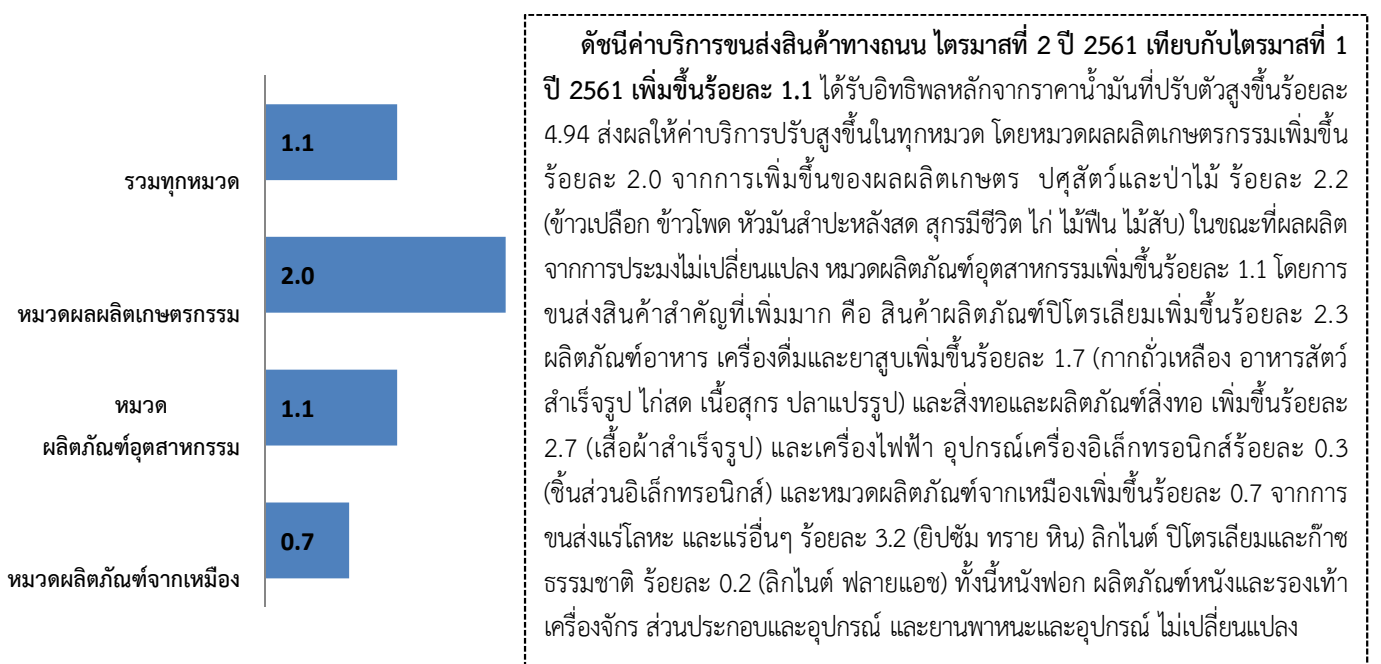 1.1
รวมทุกหมวด
2.0
หมวดผลผลิตเกษตรกรรม
1.1
หมวด
ผลิตภัณฑ์อุตสาหกรรม
0.7
หมวดผลิตภัณฑ์จากเหมือง
ดัชนีค่าบริการขนส่งสินค้าทางถนน ไตรมาสที่ 2 ปี 2561 เทียบกับไตรมาสที่ 1
ปี 2561 เพิ่มขึ้นร้อยละ 1.1 ได้รับอิทธิพลหลักจากราคาน้ำมันที่ปรับตัวสูงขึ้นร้อยละ
4.94 ส่งผลให้ค่าบริการปรับสูงขึ้นในทุกหมวด โดยหมวดผลผลิตเกษตรกรรมเพิ่มขึ้น
ร้อยละ 2.0 จากการเพิ่มขึ้นของผลผลิตเกษตร ปศุสัตว์และป่าไม้ ร้อยละ 2.2
(ข้าวเปลือก ข้าวโพด หัวมันสำปะหลังสด สุกรมีชีวิต ไก่ ไม้ฟืน ไม้สับ) ในขณะที่ผลผลิต
จากการประมงไม่เปลี่ยนแปลง หมวดผลิตภัณฑ์อุตสาหกรรมเพิ่มขึ้นร้อยละ 1.1 โดยการ
ขนส่งสินค้าสำคัญที่เพิ่มมาก คือ สินค้าผลิตภัณฑ์ปิโตรเลียมเพิ่มขึ้นร้อยละ 2.3
ผลิตภัณฑ์อาหาร เครื่องดื่มและยาสูบเพิ่มขึ้นร้อยละ 1.7 (กากถั่วเหลือง อาหารสัตว์
สำเร็จรูป ไก่สด เนื้อสุกร ปลาแปรรูป) และสิ่งทอและผลิตภัณฑ์สิ่งทอ เพิ่มขึ้นร้อยละ
2.7 (เสื้อผ้าสำเร็จรูป) และเครื่องไฟฟ้า อุปกรณ์เครื่องอิเล็กทรอนิกส์ร้อยละ 0.3
(ชิ้นส่วนอิเล็กทรอนิกส์) และหมวดผลิตภัณฑ์จากเหมืองเพิ่มขึ้นร้อยละ 0.7 จากการ
ขนส่งแร่โลหะ และแร่อื่นๆ ร้อยละ 3.2 (ยิปซัม ทราย หิน) ลิกไนต์ ปิโตรเลียมและก๊าซ
ธรรมชาติ ร้อยละ 0.2 (ลิกไนต์ ฟลายแอช) ทั้งนี้หนังฟอก ผลิตภัณฑ์หนังและรองเท้า
เครื่องจักร ส่วนประกอบและอุปกรณ์ และยานพาหนะและอุปกรณ์ ไม่เปลี่ยนแปลง